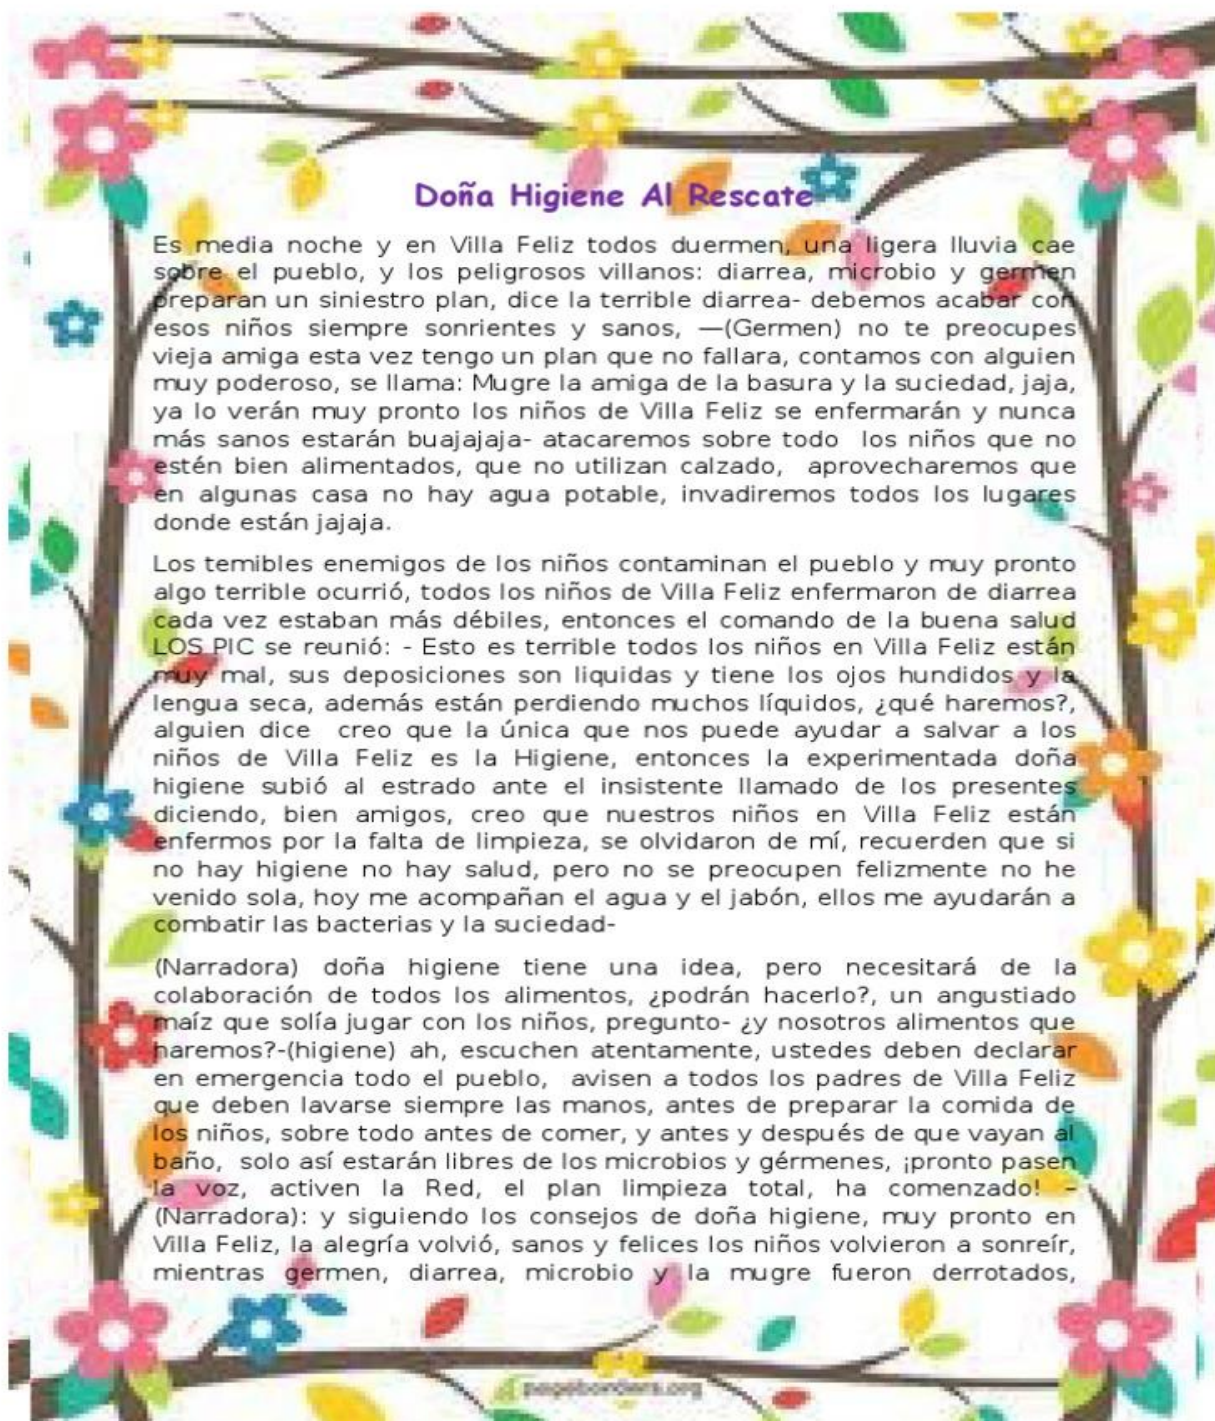 Doña Higiene Al Rescate
Es media noche y en Villa Feliz todos duermen, una ligera lluvia cae
sobre el pueblo, y los peligrosos villanos: diarrea, microbio y germen
preparan un siniestro plan, dice la terrible diarrea- debemos acabar con
esos niños siempre sonrientes y sanos, —(Germen) no te preocupes
vieja amiga esta vez tengo un plan que no fallara, contamos con alguien
muy poderoso, se llama: Mugre la amiga de la basura y la suciedad, jaja,
ya lo verán muy pronto los niños de Villa Feliz se enfermarán y nunca
más sanos estarán buajajaja- atacaremos sobre todo los niños que no
estén bien alimentados, que no utilizan calzado, aprovecharemos que
en algunas casa no hay agua potable, invadiremos todos los lugares
donde están jajaja.
Los temibles enemigos de los niños contaminan el pueblo y muy pronto
algo terrible ocurrió, todos los niños de Villa Feliz enfermaron de diarrea
cada vez estaban más débiles, entonces el comando de la buena salud
LOS PIC se reunió: - Esto es terrible todos los niños en Villa Feliz están
muy mal, sus deposiciones son liquidas y tiene los ojos hundidos y la
lengua seca, además están perdiendo muchos líquidos, ¿qué haremos?,
alguien dice creo que la única que nos puede ayudar a salvar a los
niños de Villa Feliz es la Higiene, entonces la experimentada doña
higiene subió al estrado ante el insistente llamado de los presentes
diciendo, bien amigos, creo que nuestros niños en Villa Feliz están
enfermos por la falta de limpieza, se olvidaron de mí, recuerden que si
no hay higiene no hay salud, pero no se preocupen felizmente no he
venido sola, hoy me acompañan el agua y el jabón, ellos me ayudarán a
combatir las bacterias y la suciedad-
(Narradora) doña higiene tiene una idea, pero necesitará de la
colaboración de todos los alimentos, ¿podrán hacerlo?, un angustiado
maíz que solía jugar con los niños, pregunto- ¿y nosotros alimentos que
haremos?-(higiene) ah, escuchen atentamente, ustedes deben declarar
en emergencia todo el pueblo, avisen a todos los padres de Villa Feliz
que deben lavarse siempre las manos, antes de preparar la comida de
los niños, sobre todo antes de comer, y antes y después de que vayan al
baño, solo así estarán libres de los microbios y gérmenes, ¡pronto pasen
la voz, activen la Red, el plan limpieza total, ha comenzado! –
(Narradora): y siguiendo los consejos de doña higiene, muy pronto en
Villa Feliz, la alegría volvió, sanos y felices los niños volvieron a sonreír,
mientras germen, diarrea, microbio y la mugre fueron derrotados,
pageborders.org